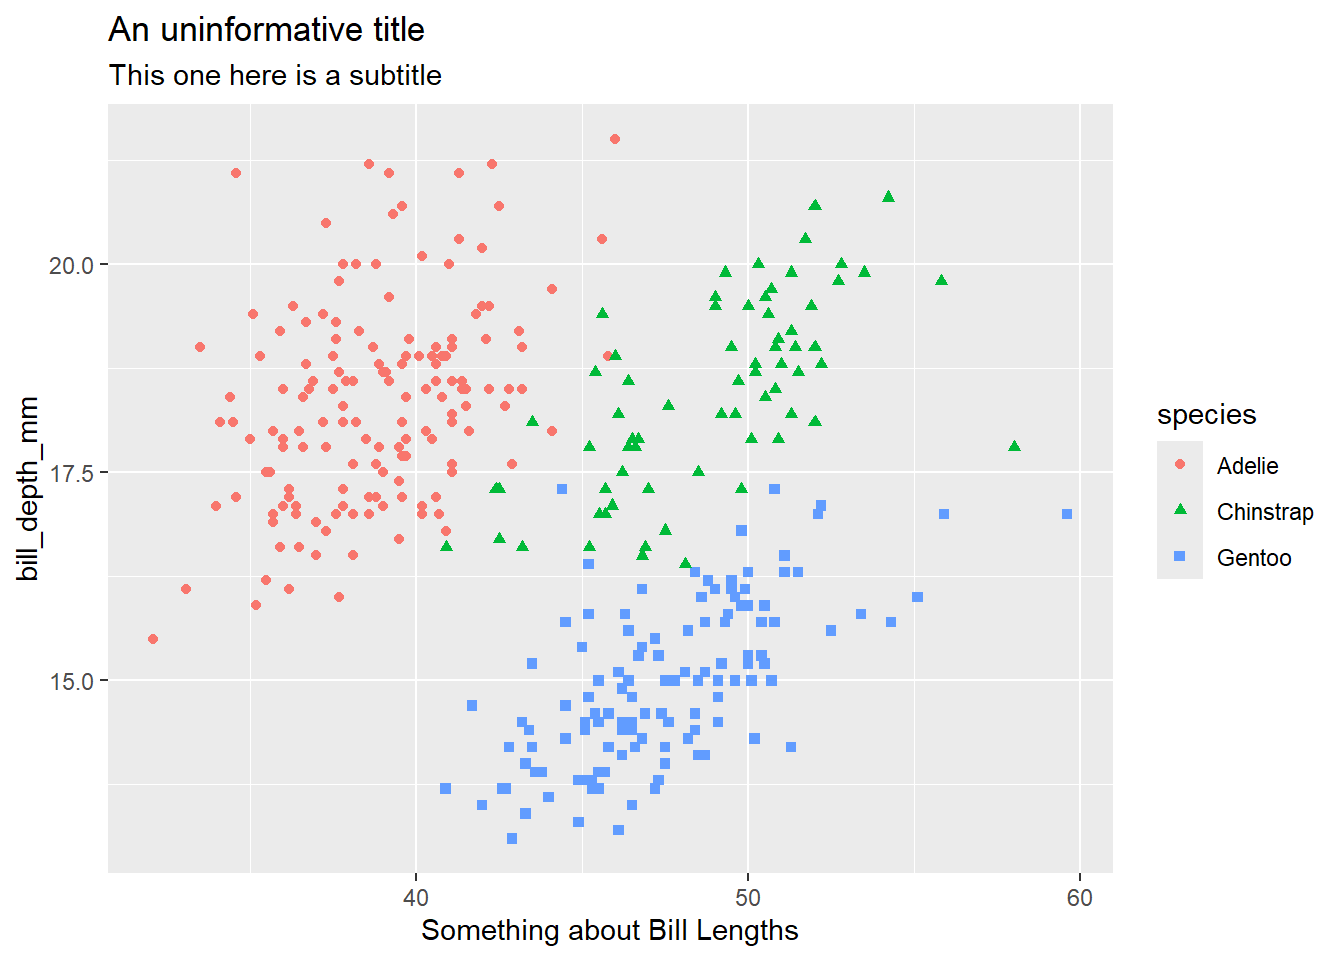 An uninformative title
This one here is a subtitle
bill_depth_mm
20.0
17.5
15.0
40
50
60
Something about Bill Lengths
species
Adelie
Chinstrap
Gentoo